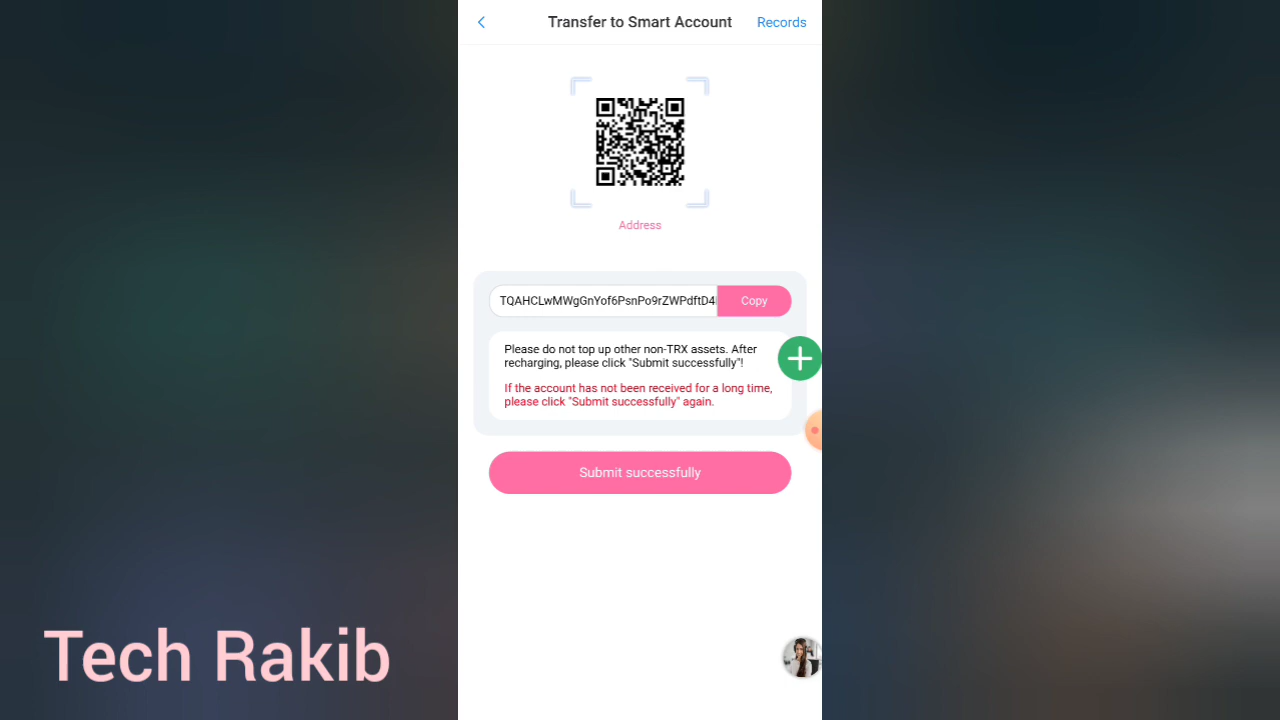 Transfer to Smart Account
Records
Address
TQAHCLwMWgGnYof6PsnPo9rZWPdftD4
Copy
Please do not top up other non-TRX assets. After
recharging, please click "Submit successfully"!
If the account has not been received for a long time,
please click "Submit successfully" again.
Submit successfully
Tech Rakib